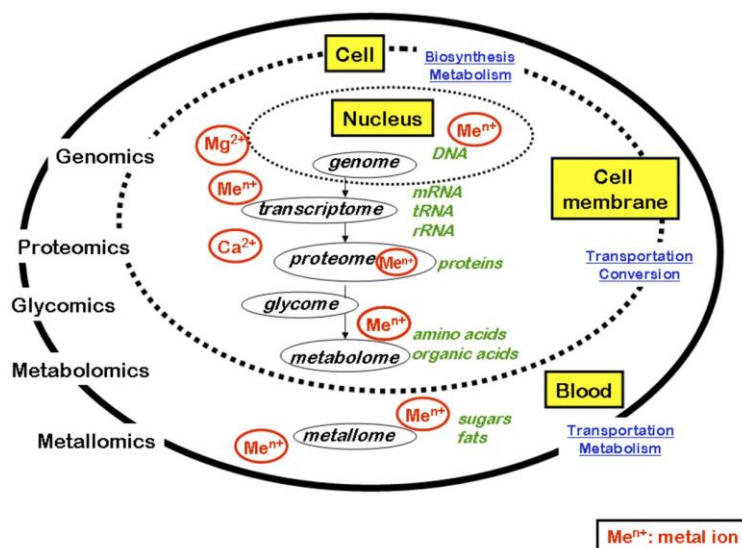 Cell
Biosynthesis
Metabolism
Nucleus
Meⁿ⁺
Mg²⁺
DNA
Genomics
genome
Cell
membrane
Meⁿ⁺
mRNA
transcriptome
tRNA
rRNA
Ca²⁺
Proteomics
proteome
Meⁿ⁺
proteins
Transportation
Conversion
Glycomics
glycome
Meⁿ⁺
amino acids
metabolome
organic acids
Metabolomics
Blood
Meⁿ⁺
sugars
fats
Metallomics
Meⁿ⁺
metallome
Transportation
Metabolism
Meⁿ⁺: metal ion